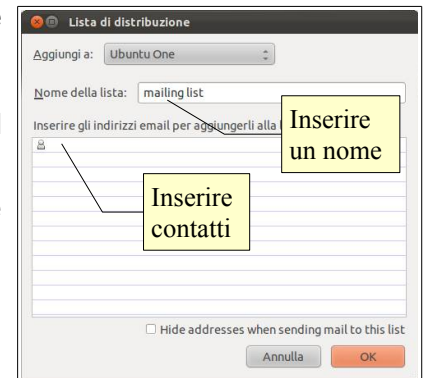 Lista di distribuzione
Aggiungi a: Ubuntu One
Nome della lista: mailing list
Inserire gli indirizzi email per aggiungerli alla
Inserire
un nome
Inserire
contatti
Hide addresses when sending mail to this list
Annulla OK